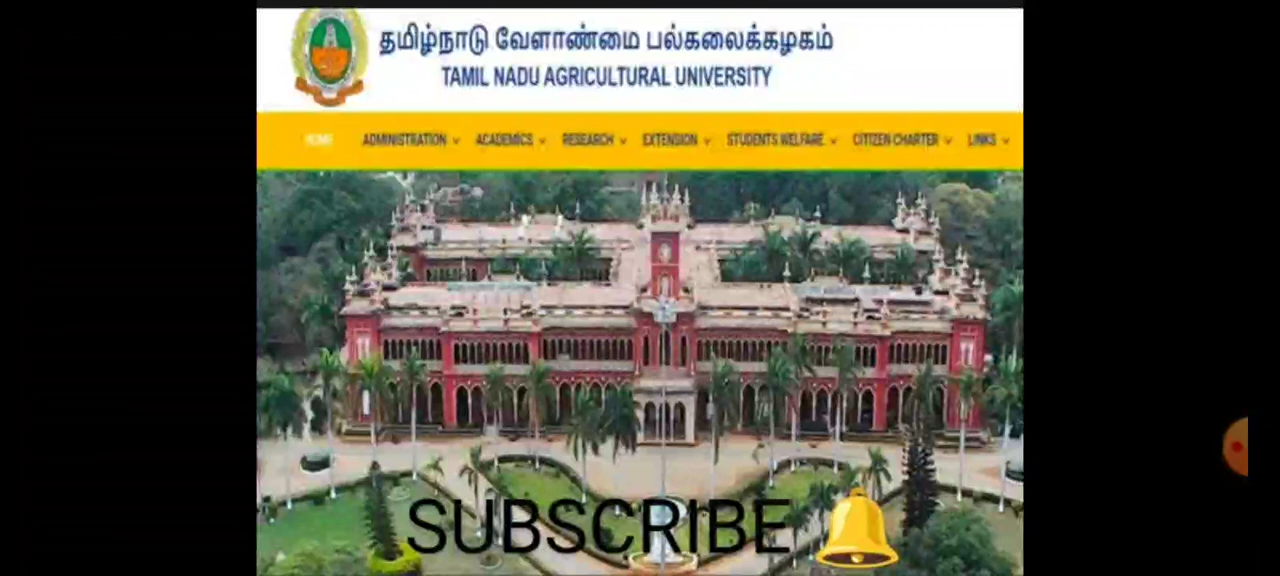 தமிழ்நாடு வேளாண்மை பல்கலைக்கழகம்
TAMIL NADU AGRICULTURAL UNIVERSITY
HOME ADMINISTRATION ACADEMICS RESEARCH EXTENSION STUDENTS WELFARE CITIZEN CHARTER LINKS
SUBSCRIBE